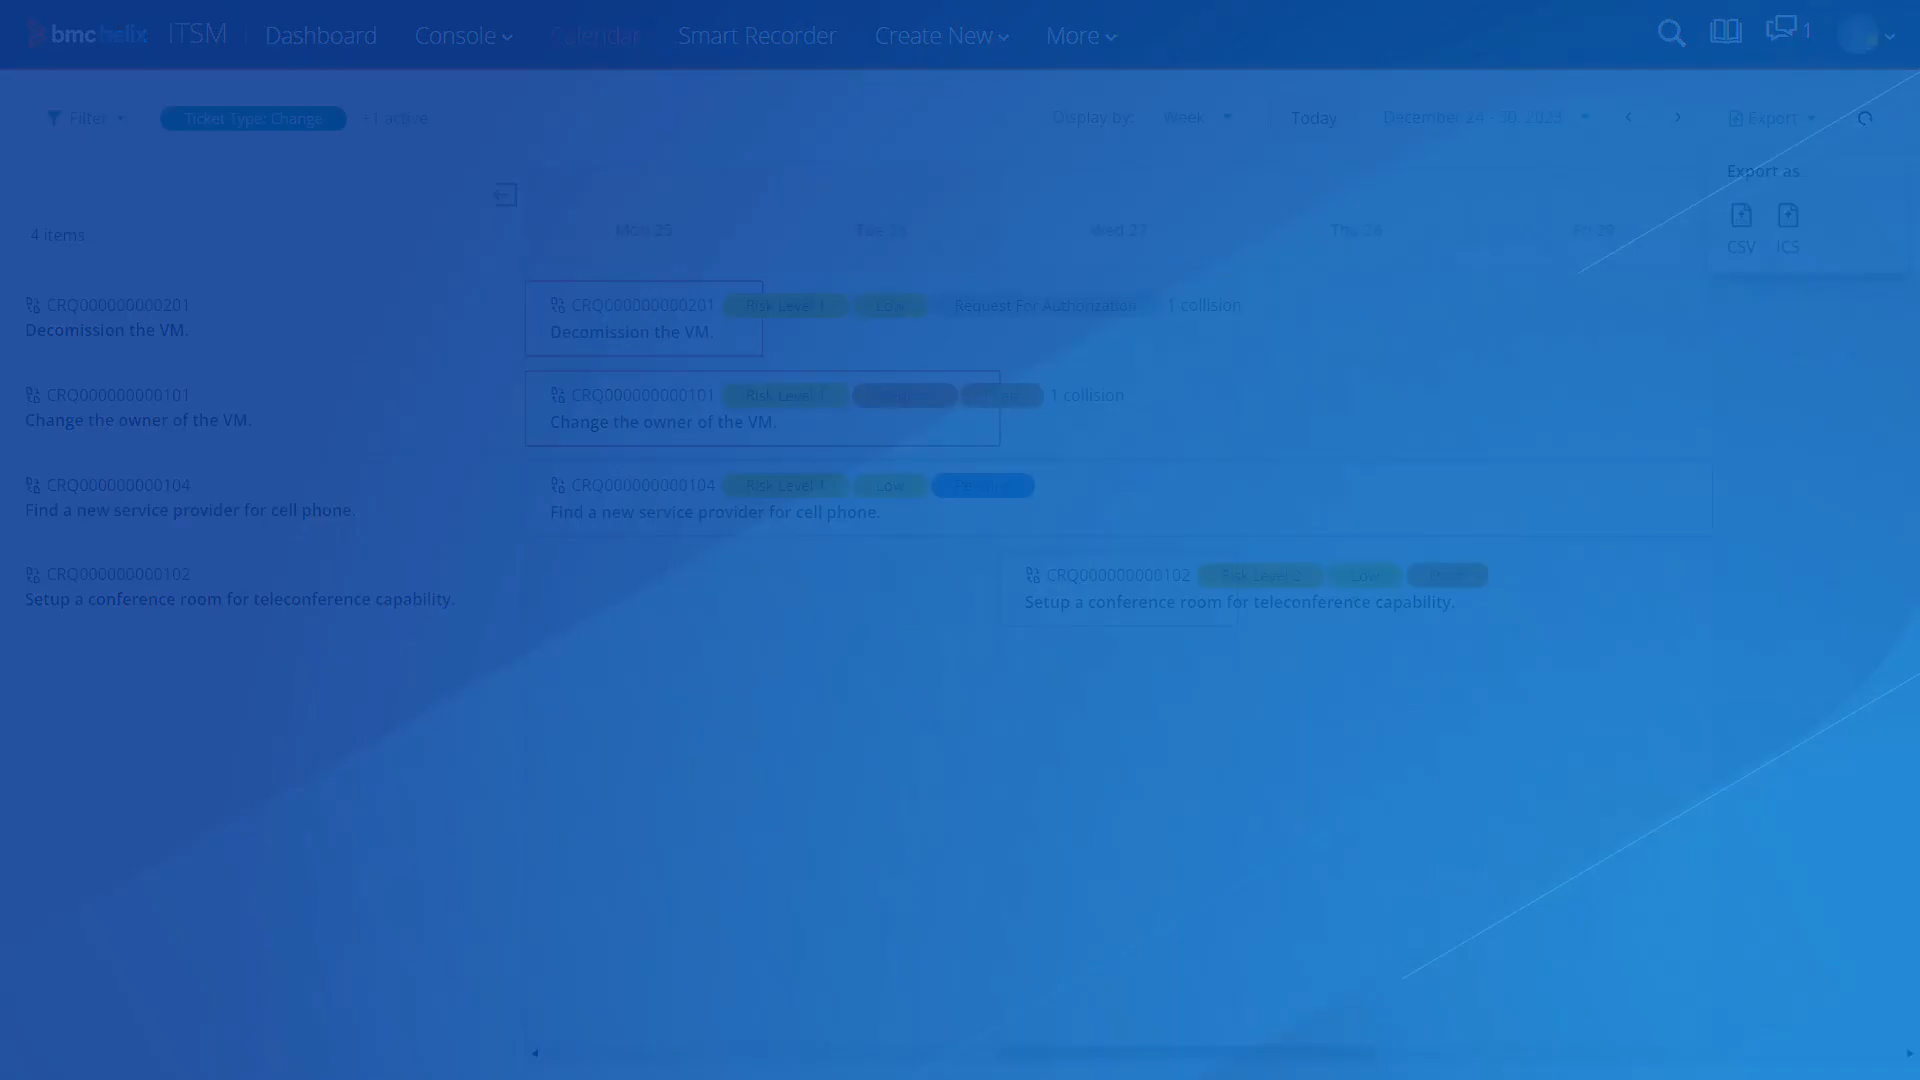 bmc helix ITSM Dashboard Console Calendar Smart Recorder Create New More 1
Filter Ticket Type: Change +1 active Display by: Week Today December 24 - 30, 2023 Export
Export as
CSV ICS
4 items Mon 25 Tue 26 Wed 27 Thu 28 Fri 29
CRQ000000000201
Decomission the VM.
CRQ000000000201 Risk Level 1 Low Request For Authorization 1 collision
Decomission the VM.
CRQ000000000101
Change the owner of the VM.
CRQ000000000101 Risk Level 1 1 collision
Change the owner of the VM.
CRQ000000000104
Find a new service provider for cell phone.
CRQ000000000104 Risk Level 1 Low
Find a new service provider for cell phone.
CRQ000000000102
Setup a conference room for teleconference capability.
CRQ000000000102 Risk Level 2 Low
Setup a conference room for teleconference capability.